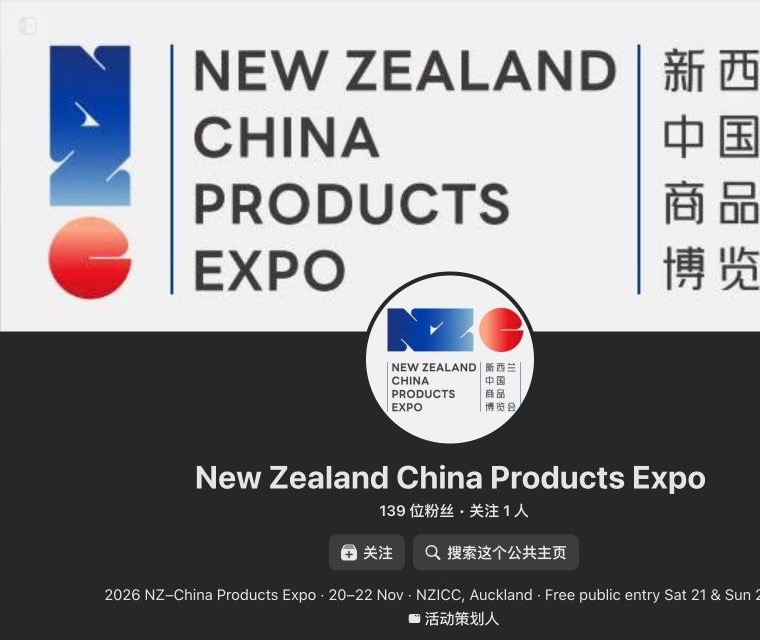 NEW ZEALAND
CHINA
PRODUCTS
EXPO
新西
中国
商品
博览
NZC
NEW ZEALAND
CHINA
PRODUCTS
EXPO
新西兰
中国
商品
博览会
New Zealand China Products Expo
139 位粉丝 · 关注 1 人
关注
搜索这个公共主页
2026 NZ–China Products Expo · 20–22 Nov · NZICC, Auckland · Free public entry Sat 21 & Sun
活动策划人